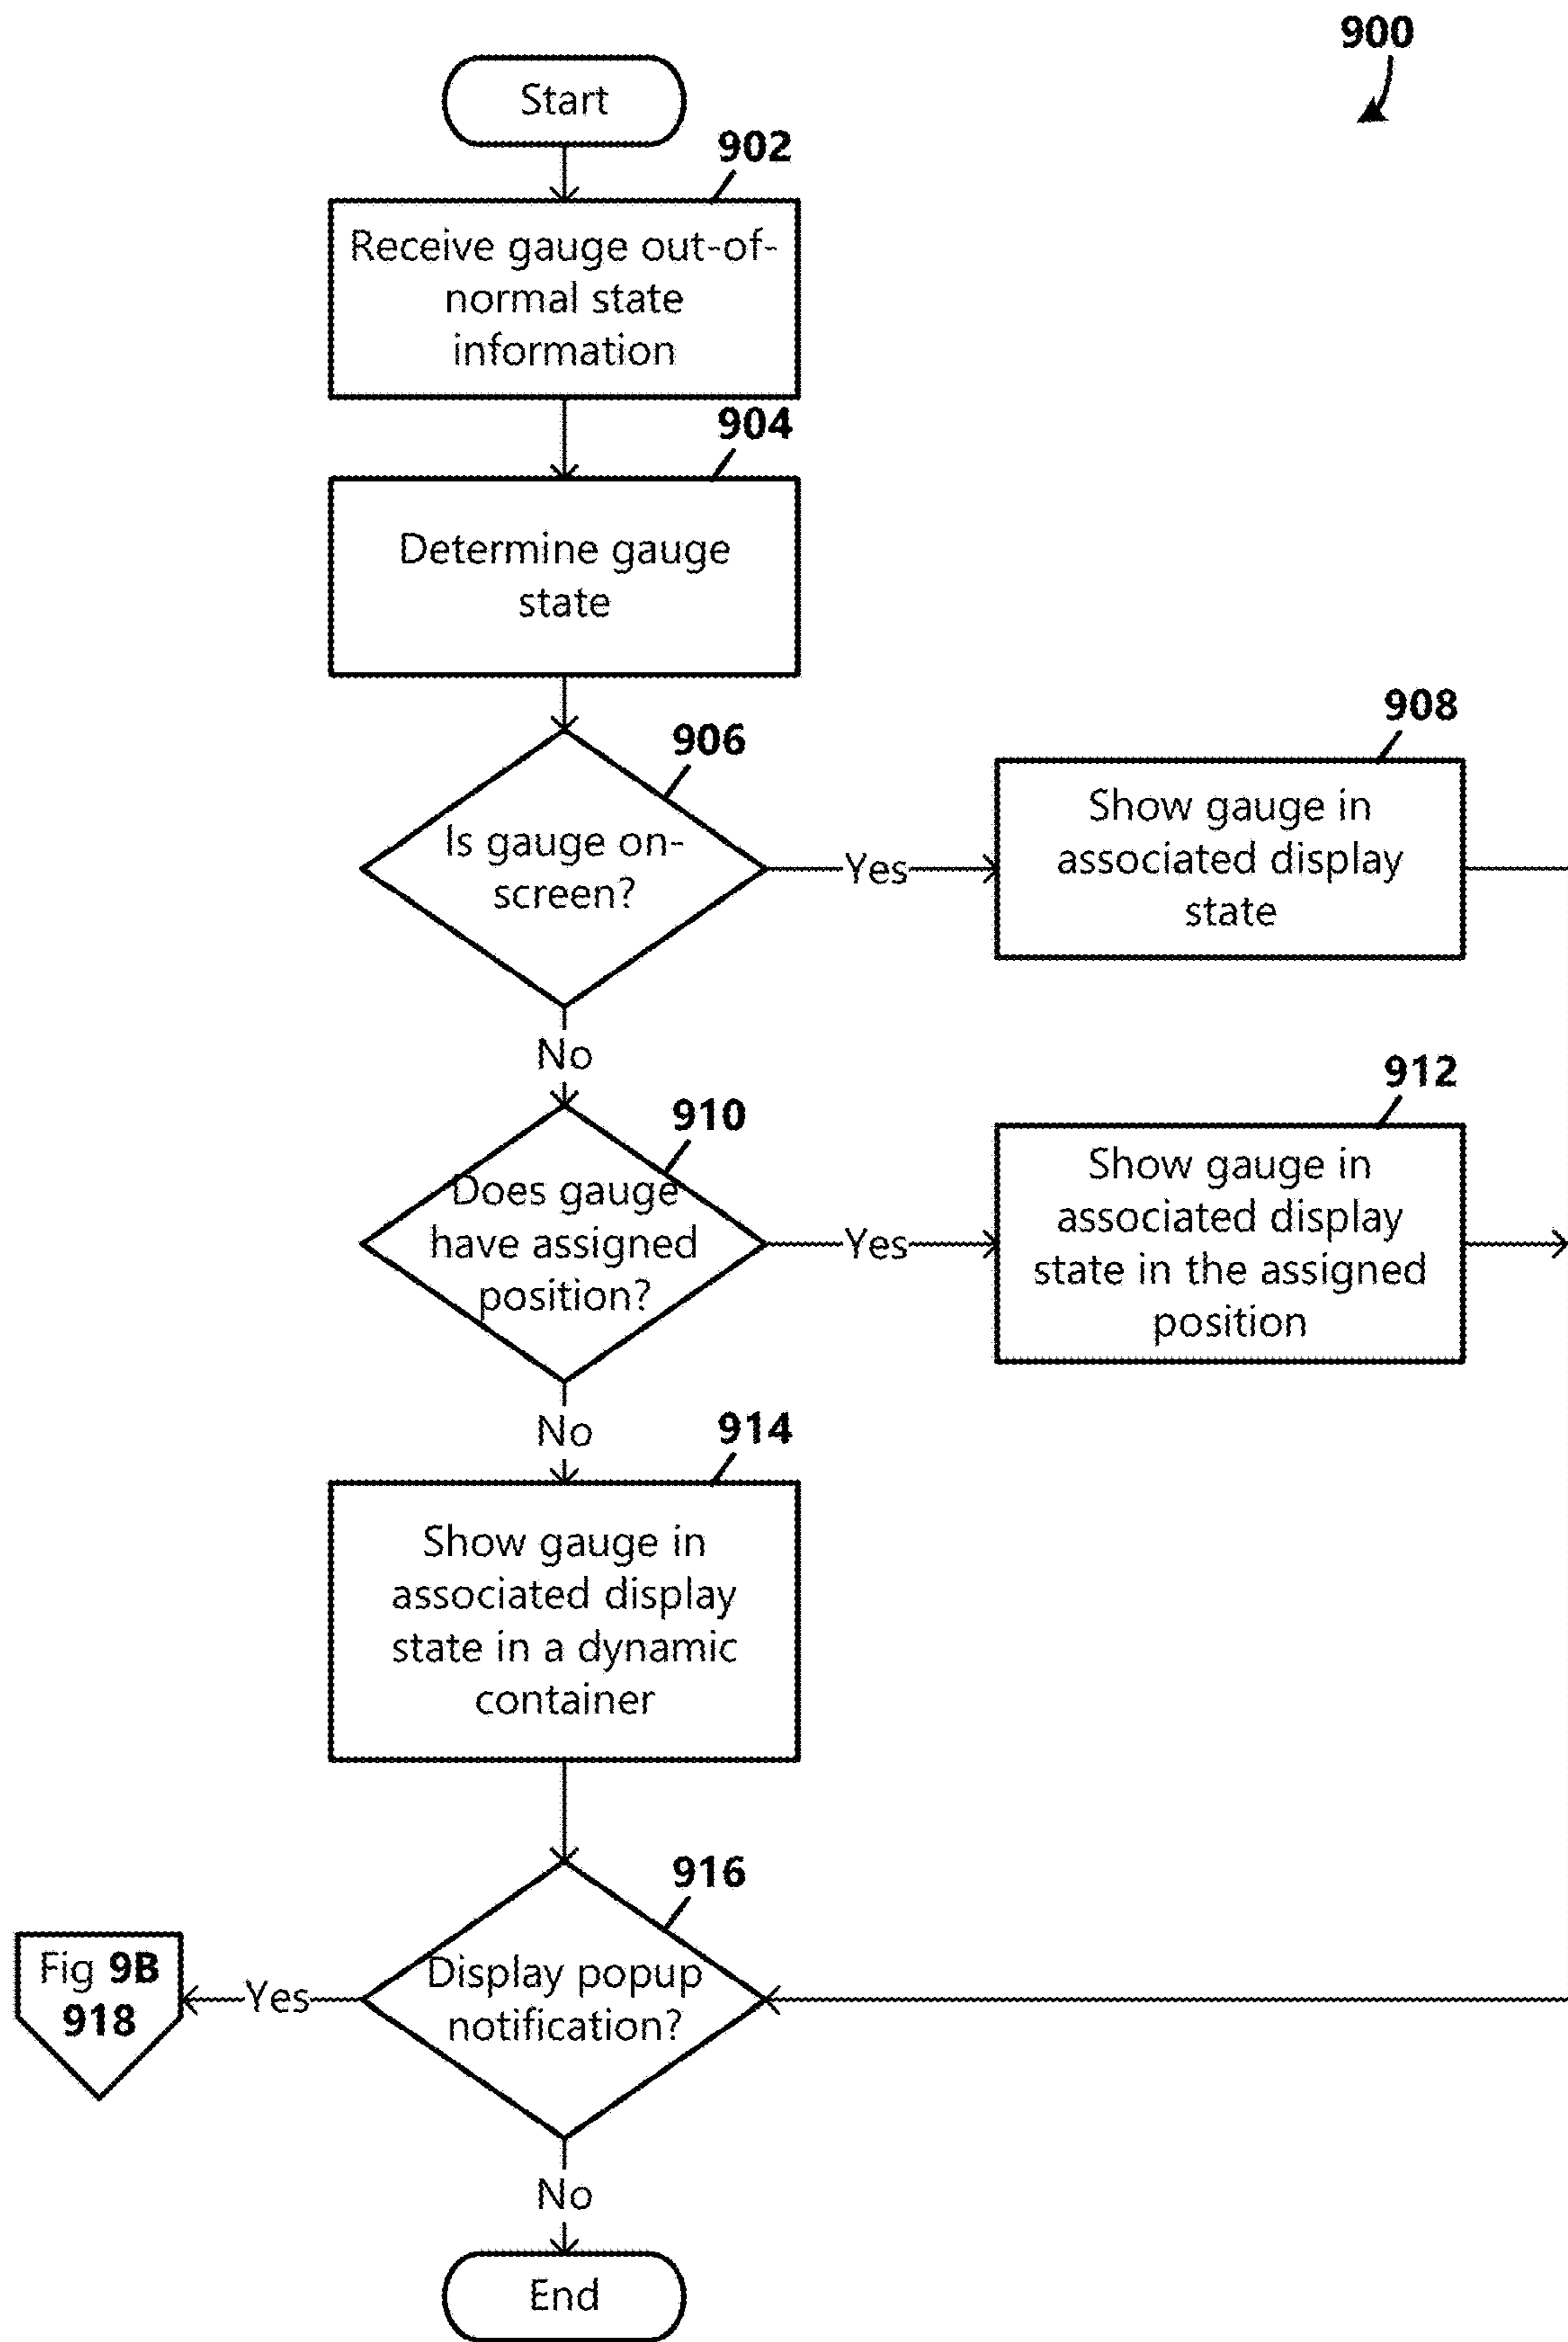 900
Start
902
Receive gauge out-of-
normal state
information
904
Determine gauge
state
906
Is gauge on-
screen?
Yes
908
Show gauge in
associated display
state
No
910
Does gauge
have assigned
position?
Yes
912
Show gauge in
associated display
state in the assigned
position
No
914
Show gauge in
associated display
state in a dynamic
container
916
Display popup
notification?
Yes
Fig 9B
918
No
End